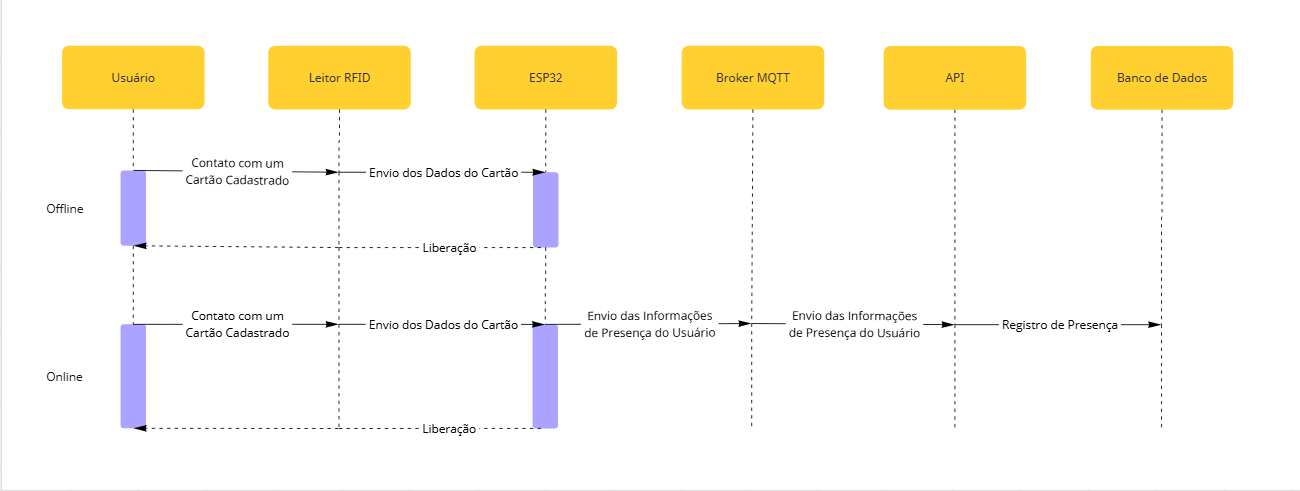 Usuário
Leitor RFID
ESP32
Broker MQTT
API
Banco de Dados
Contato com um
Cartão Cadastrado
Envio dos Dados do Cartão
Offline
Liberação
Contato com um
Cartão Cadastrado
Envio dos Dados do Cartão
Envio das Informações
de Presença do Usuário
Envio das Informações
de Presença do Usuário
Registro de Presença
Online
Liberação